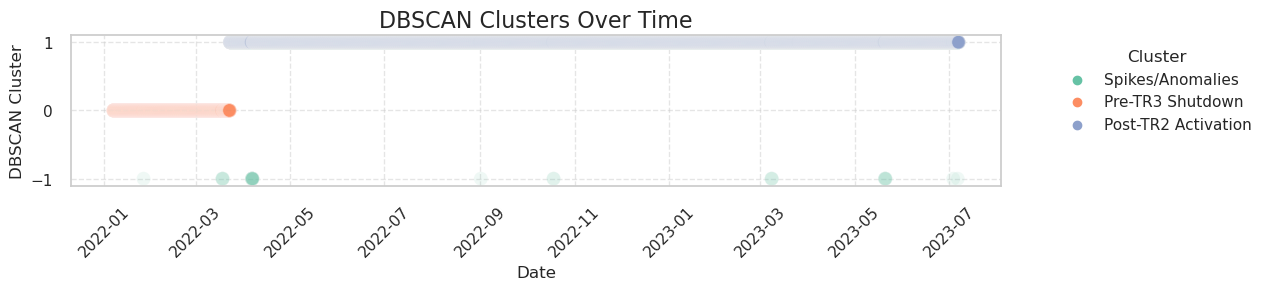 DBSCAN Clusters Over Time
DBSCAN Cluster
1
0
−1
2022-01
2022-03
2022-05
2022-07
2022-09
2022-11
2023-01
2023-03
2023-05
2023-07
Date
Cluster
Spikes/Anomalies
Pre-TR3 Shutdown
Post-TR2 Activation